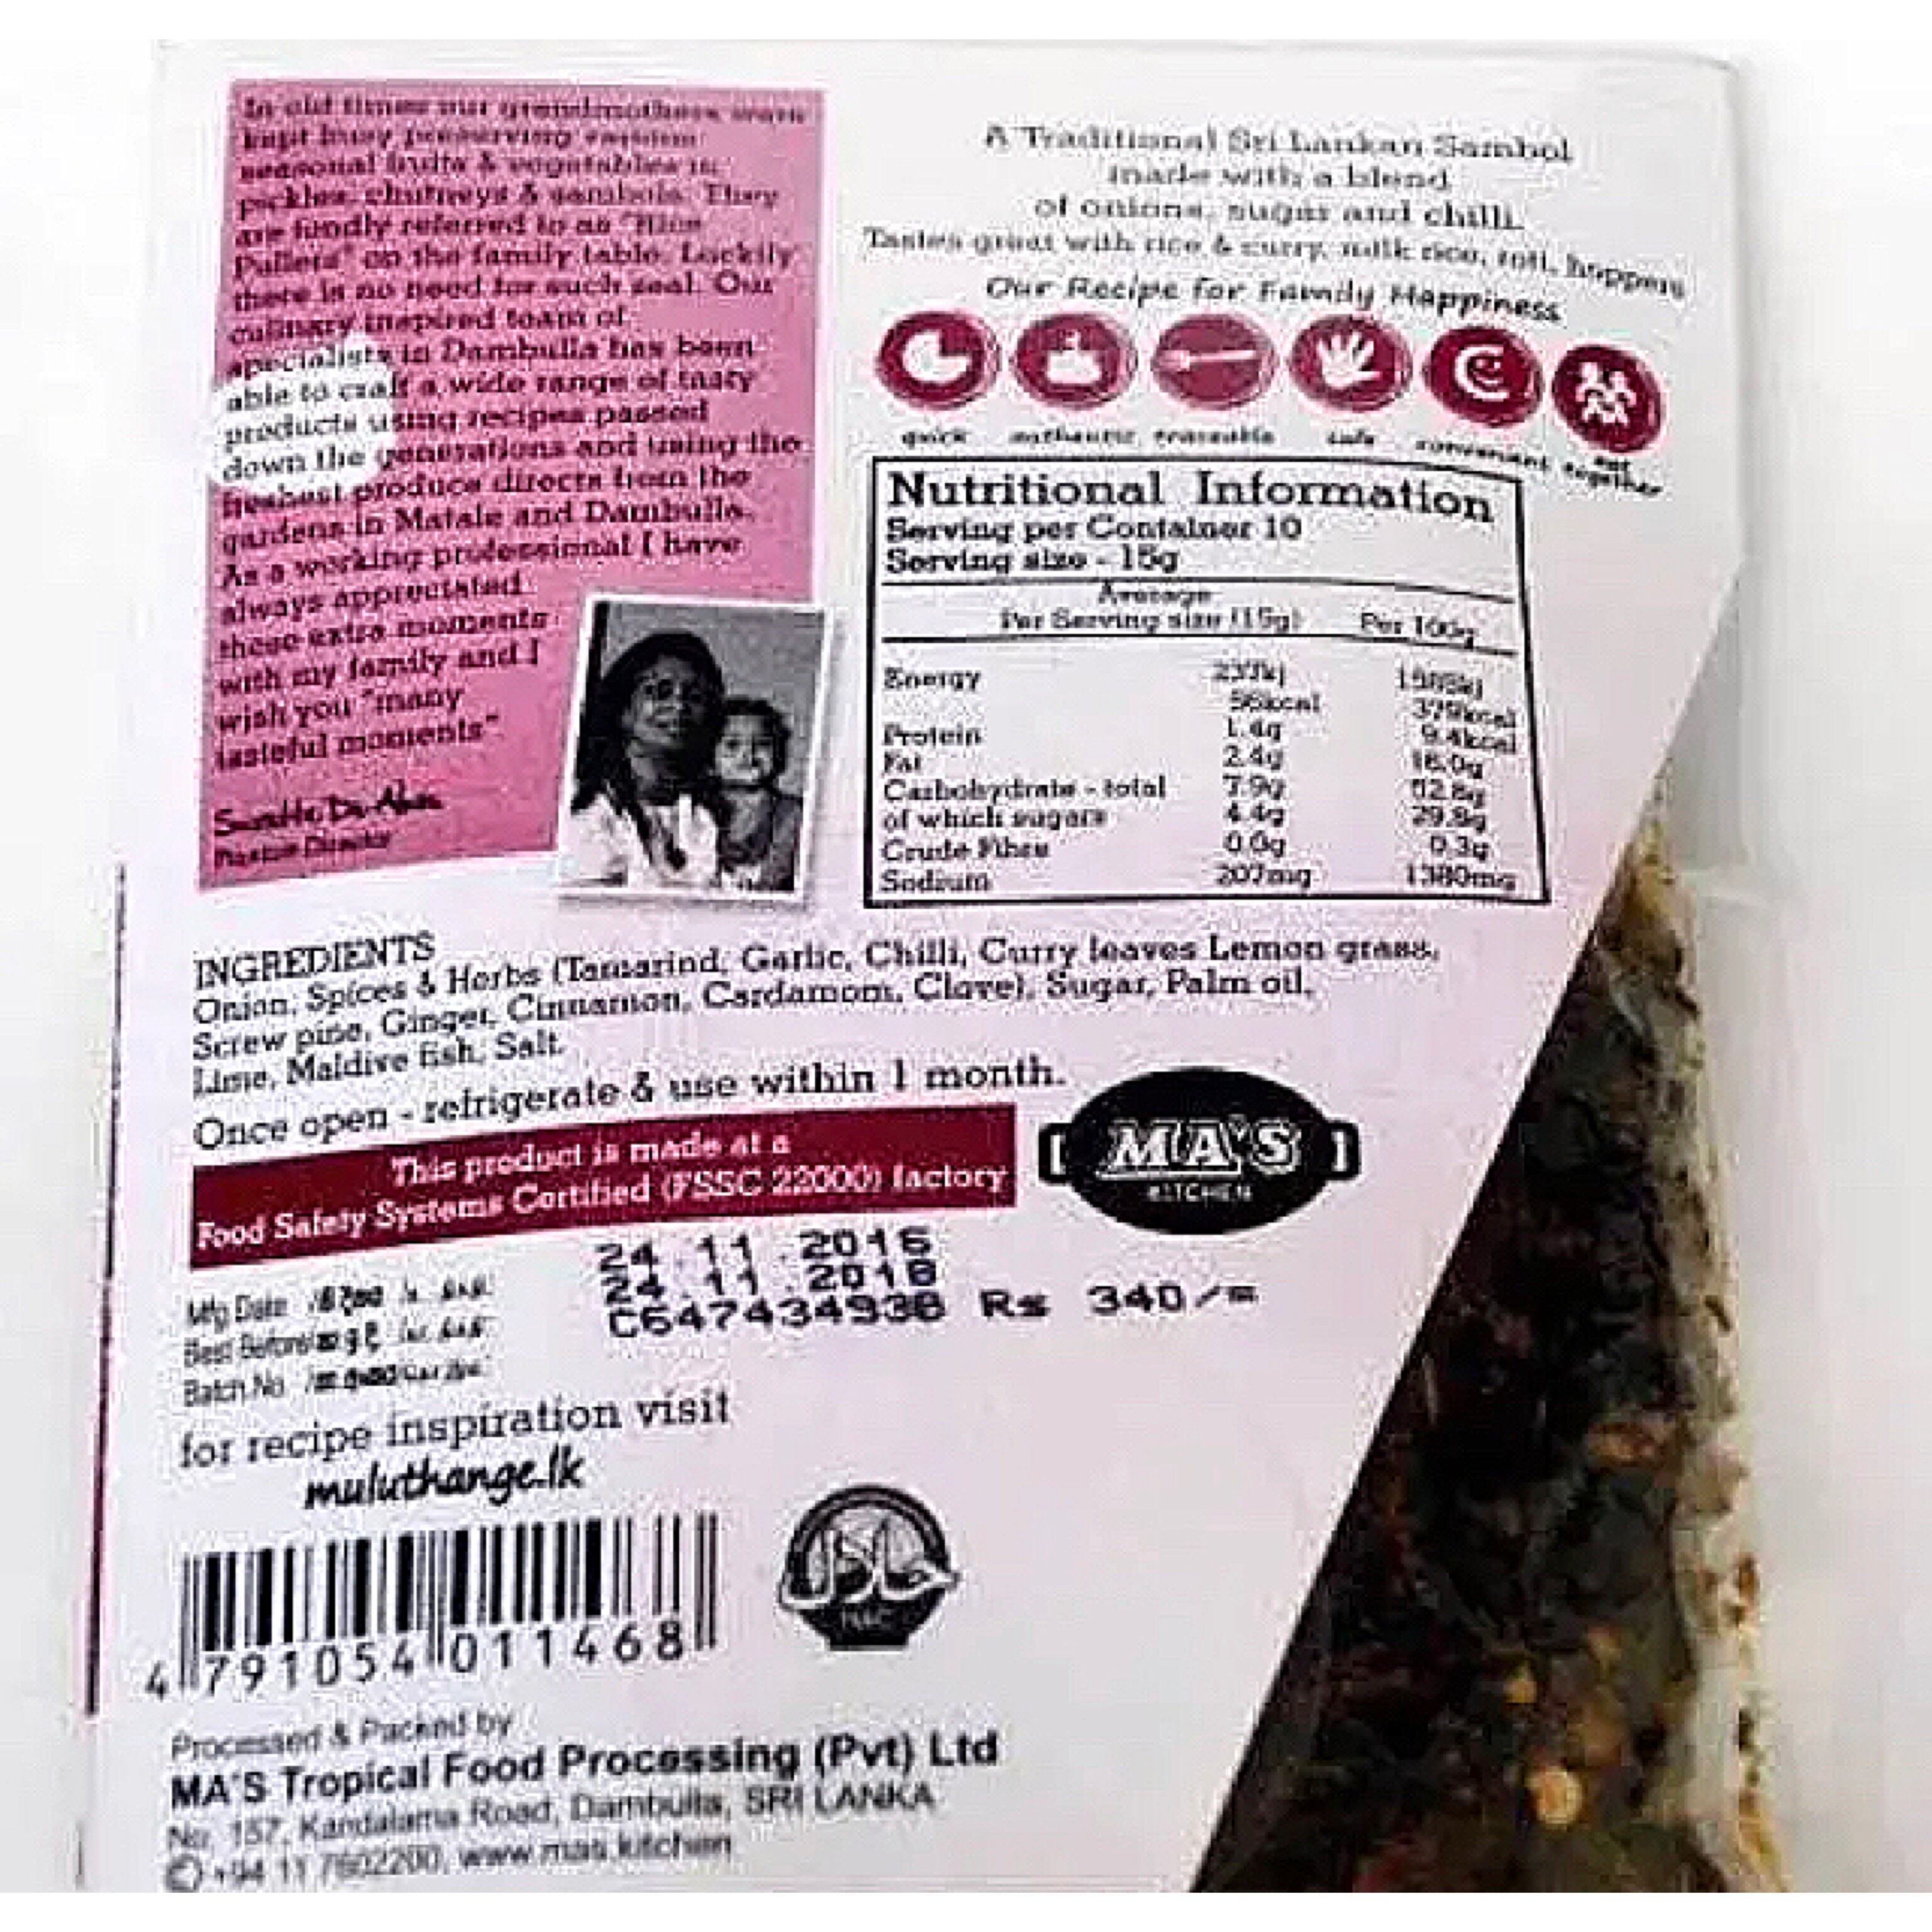 In old times our grandmothers were
kept busy preserving various
seasonal fruits & vegetables in
pickles, chutneys & sambols. They
are fondly referred to as "Rice
Pullers" on the family table. Luckily
there is no need for such zeal. Our
culinary inspired team of
specialists in Dambulla has been
able to craft a wide range of tasty
products using recipes passed
down the generations and using the
freshest produce directs from the
gardens in Matale and Dambulla.
As a working professional I have
always appreciated
those extra moments
with my family and I
wish you "many
tasteful moments"
Director
A Traditional Sri Lankan Sambol
made with a blend
of onions, sugar and chilli.
Tastes great with rice & curry, milk rice, roti, hoppers
Our Recipe for Family Happiness
quick authentic traceable safe convenient eat together
Nutritional Information
Serving per Container 10
Serving size - 15g
Average
Per Serving size (15g) Per 100g
Energy 237kj 1585kj
56kcal 379kcal
Protein 1.4g 9.4kcal
Fat 2.4g 16.0g
Carbohydrate - total 7.9g 52.8g
of which sugars 4.4g 29.8g
Crude Fibre 0.0g 0.3g
Sodium 207mg 1380mg
INGREDIENTS
Onion, Spices & Herbs (Tamarind, Garlic, Chilli, Curry leaves Lemon grass,
Screw pine, Ginger, Cinnamon, Cardamom, Clove), Sugar, Palm oil,
Lime, Maldive fish, Salt.
Once open - refrigerate & use within 1 month.
This product is made at a
Food Safety Systems Certified (FSSC 22000) factory
MA'S
KITCHEN
Mfg Date 24.11.2016
Best Before 24.11.2018
Batch No C647434938 Rs 340/=
for recipe inspiration visit
muluthange.lk
4 791054 011468
حلال
Processed & Packed by
MA'S Tropical Food Processing (Pvt) Ltd
No. 157, Kandalama Road, Dambulla, SRI LANKA
+94 11 7602200, www.mas.kitchen